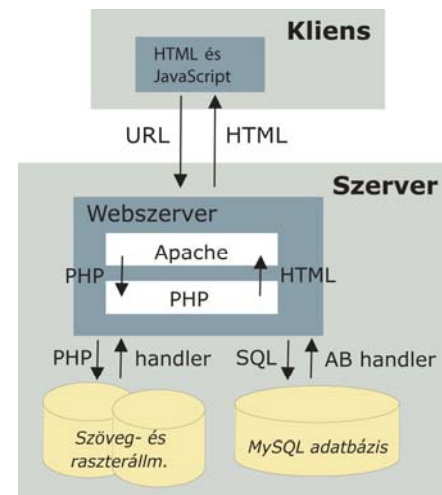 Kliens
HTML és
JavaScript
URL
HTML
Szerver
Webszerver
Apache
PHP
HTML
PHP
PHP
handler
SQL
AB handler
Szöveg- és
raszterállm.
MySQL adatbázis